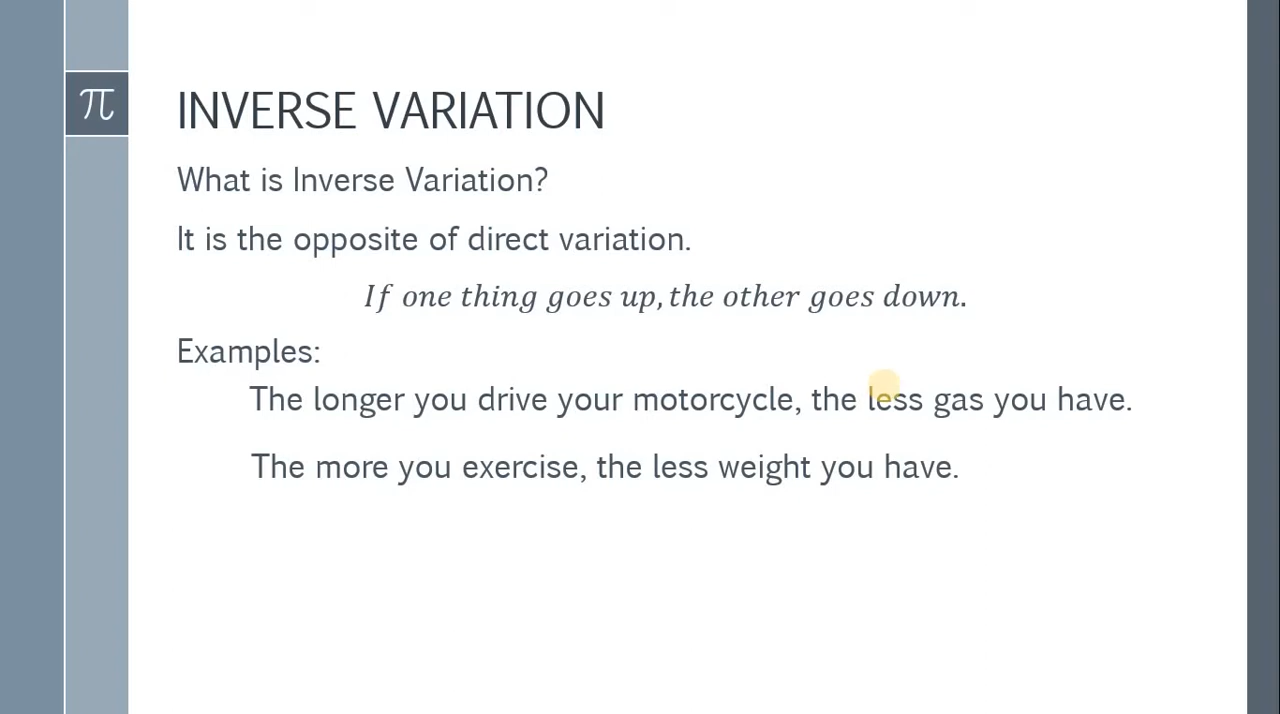 π
INVERSE VARIATION
What is Inverse Variation?
It is the opposite of direct variation.
If one thing goes up, the other goes down.
Examples:
The longer you drive your motorcycle, the less gas you have.
The more you exercise, the less weight you have.